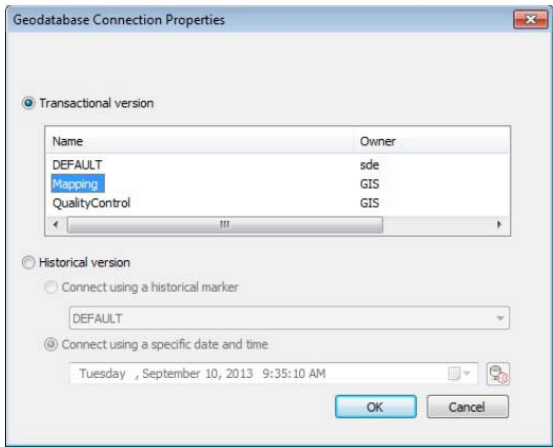 Geodatabase Connection Properties
Transactional version
Name Owner
DEFAULT sde
Mapping GIS
QualityControl GIS
Historical version
Connect using a historical marker
DEFAULT
Connect using a specific date and time
Tuesday , September 10, 2013 9:35:10 AM
OK Cancel